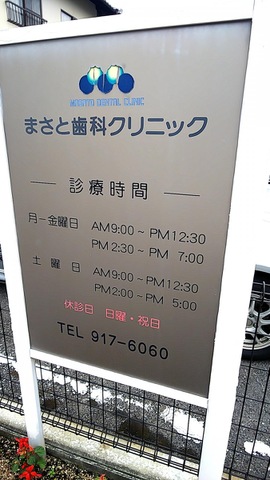 MASATO DENTAL CLINIC
まさと歯科クリニック
診療時間
月－金曜日 AM9:00～PM12:30
PM2:30～PM 7:00
土曜日 AM9:00～PM12:30
PM2:00～PM 5:00
休診日 日曜・祝日
TEL 917-6060